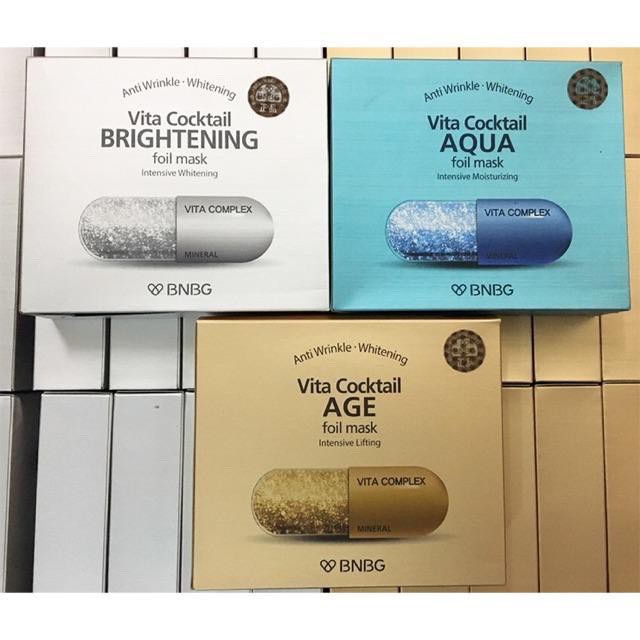 Anti Wrinkle · Whitening
Vita Cocktail
BRIGHTENING
foil mask
Intensive Whitening
VITA COMPLEX
MINERAL
BNBG
Anti Wrinkle · Whitening
Vita Cocktail
AQUA
foil mask
Intensive Moisturizing
VITA COMPLEX
MINERAL
BNBG
Anti Wrinkle · Whitening
Vita Cocktail
AGE
foil mask
Intensive Lifting
VITA COMPLEX
MINERAL
BNBG